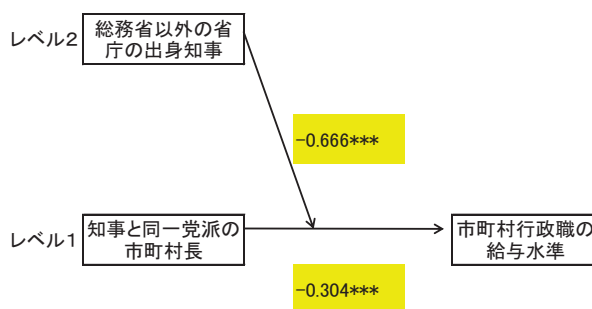 レベル2
総務省以外の省
庁の出身知事
-0.666***
レベル1
知事と同一党派の
市町村長
市町村行政職の
給与水準
-0.304***